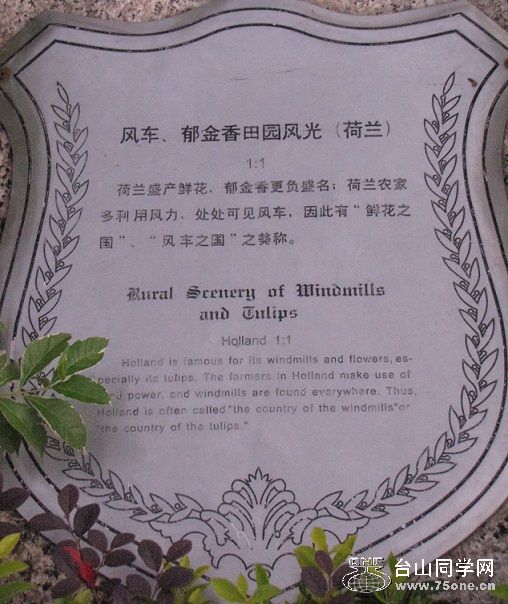 风车、郁金香田园风光（荷兰）
1:1
荷兰盛产鲜花，郁金香更负盛名；荷兰农家
多利用风力，处处可见风车，因此有“鲜花之
国”、“风车之国”之美称。
Rural Scenery of Windmills
and Tulips
Holland 1:1
Holland is famous for its windmills and flowers, es-
pecially its tulips. The farmers in Holland make use of
power, and windmills are found everywhere. Thus,
Holland is often called "the country of the windmills" or
"the country of the tulips."
ONE
台山同学网
www.75one.cn